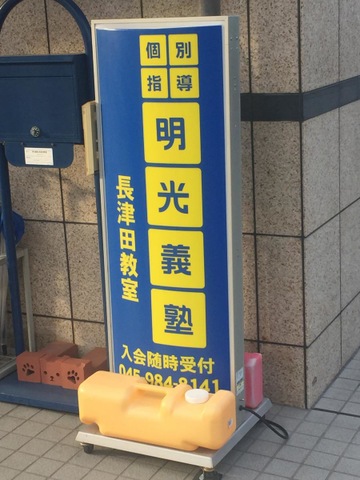 個別
指導
明光義塾
長津田教室
入会随時受付
045-984-8141